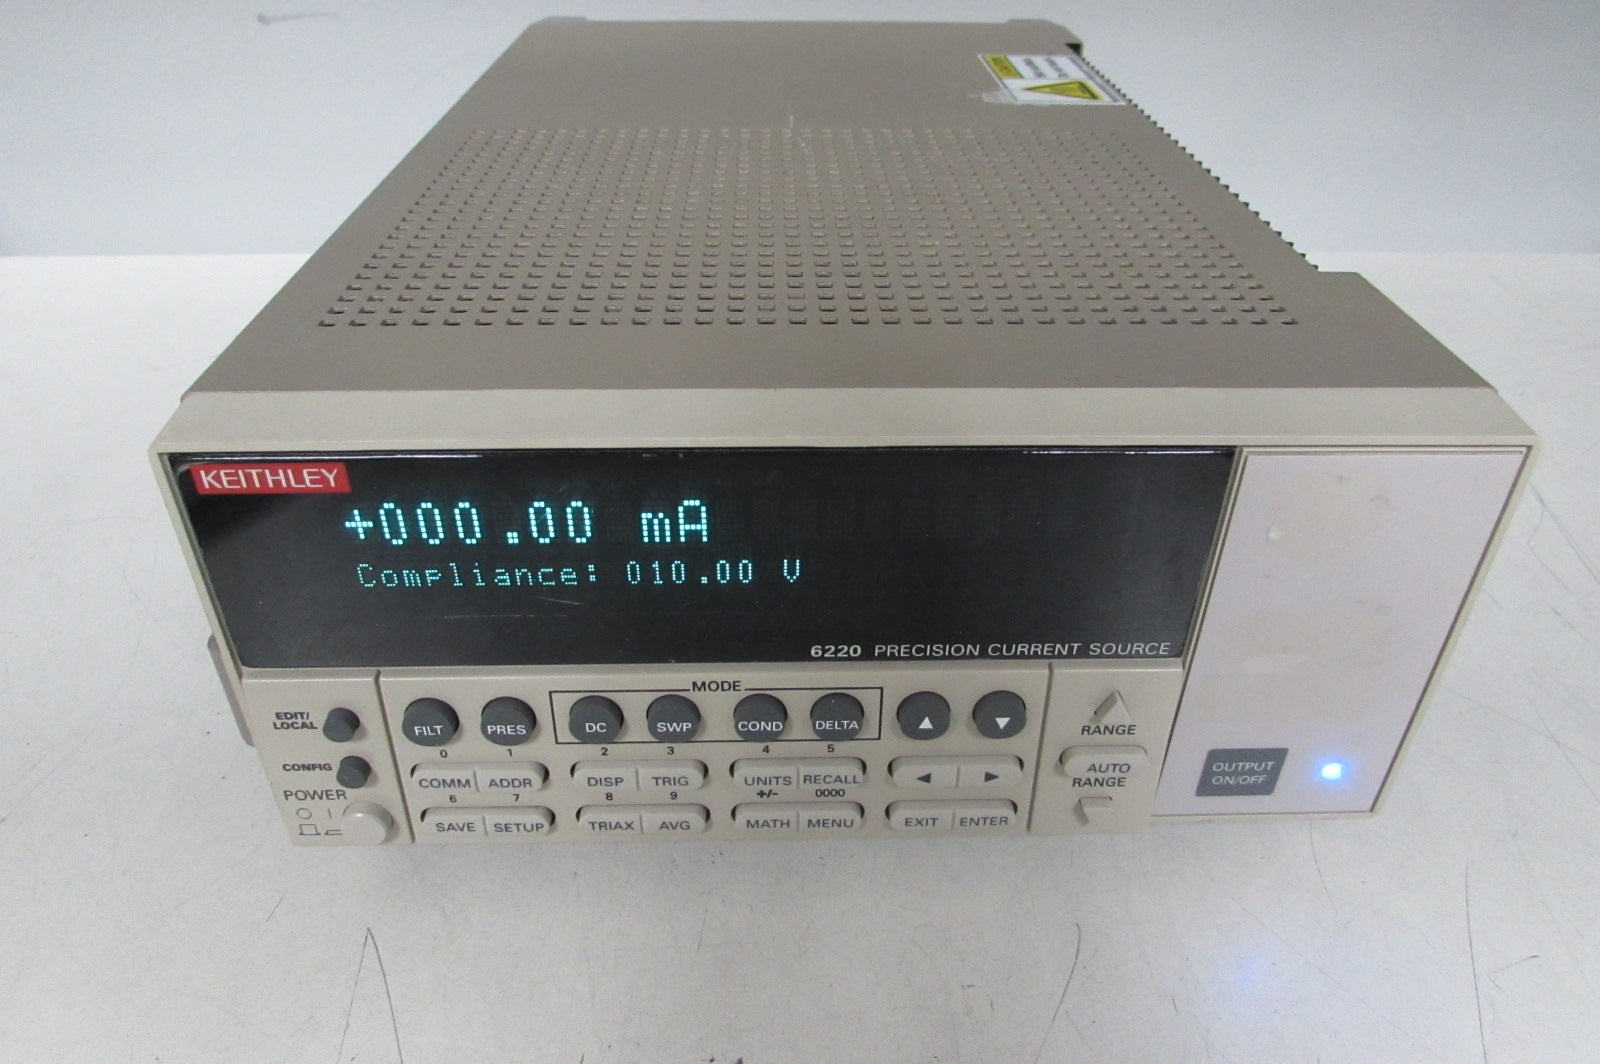 KEITHLEY
+000.00 mA
Compliance: 010.00 V
6220 PRECISION CURRENT SOURCE
MODE
EDIT/
LOCAL
FILT PRES DC SWP COND DELTA
RANGE
0 1 2 3 4 5
CONFIG
COMM ADDR DISP TRIG UNITS RECALL
AUTO
RANGE
OUTPUT
ON/OFF
6 7 8 9 +/- 0000
POWER
SAVE SETUP TRIAX AVG MATH MENU EXIT ENTER